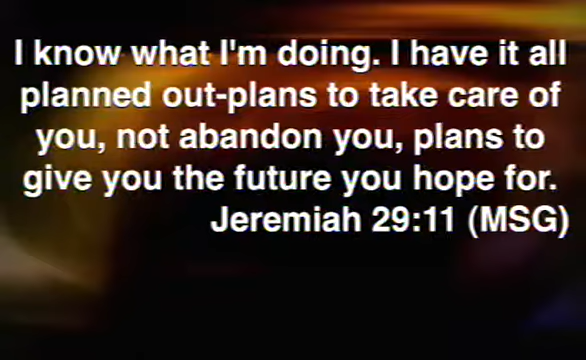 I know what I'm doing. I have it all
planned out-plans to take care of
you, not abandon you, plans to
give you the future you hope for.
Jeremiah 29:11 (MSG)